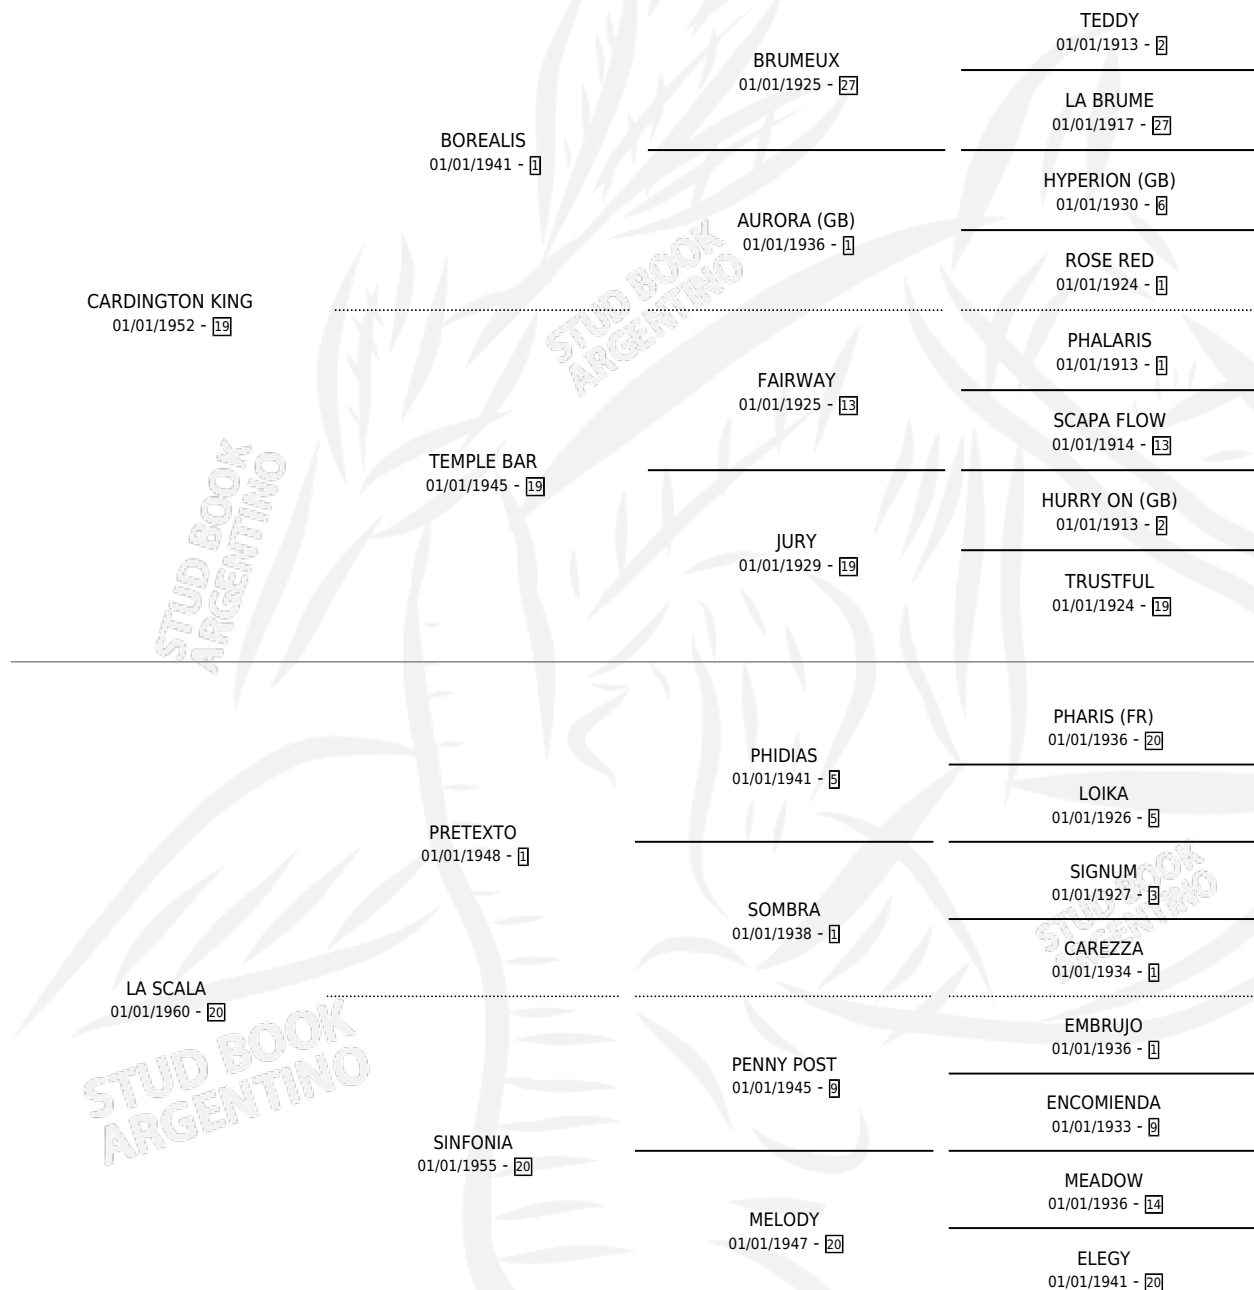 TEDDY
01/01/1913 - 2
BRUMEUX
01/01/1925 - 27
LA BRUME
01/01/1917 - 27
BOREALIS
01/01/1941 - 1
HYPERION (GB)
01/01/1930 - 6
AURORA (GB)
01/01/1936 - 1
ROSE RED
01/01/1924 - 1
CARDINGTON KING
01/01/1952 - 19
STUD BOOK
ARGENTINO
PHALARIS
01/01/1913 - 1
FAIRWAY
01/01/1925 - 13
SCAPA FLOW
01/01/1914 - 13
TEMPLE BAR
01/01/1945 - 19
HURRY ON (GB)
01/01/1913 - 2
JURY
01/01/1929 - 19
TRUSTFUL
01/01/1924 - 19
STUD BOOK
ARGENTINO
PHARIS (FR)
01/01/1936 - 20
PHIDIAS
01/01/1941 - 5
LOIKA
01/01/1926 - 5
PRETEXTO
01/01/1948 - 1
SIGNUM
01/01/1927 - 3
SOMBRA
01/01/1938 - 1
CAREZZA
01/01/1934 - 1
STUD BOOK
ARGENTINO
LA SCALA
01/01/1960 - 20
EMBRUJO
01/01/1936 - 1
PENNY POST
01/01/1945 - 9
ENCOMIENDA
01/01/1933 - 9
STUD BOOK
ARGENTINO
SINFONIA
01/01/1955 - 20
MEADOW
01/01/1936 - 14
MELODY
01/01/1947 - 20
ELEGY
01/01/1941 - 20